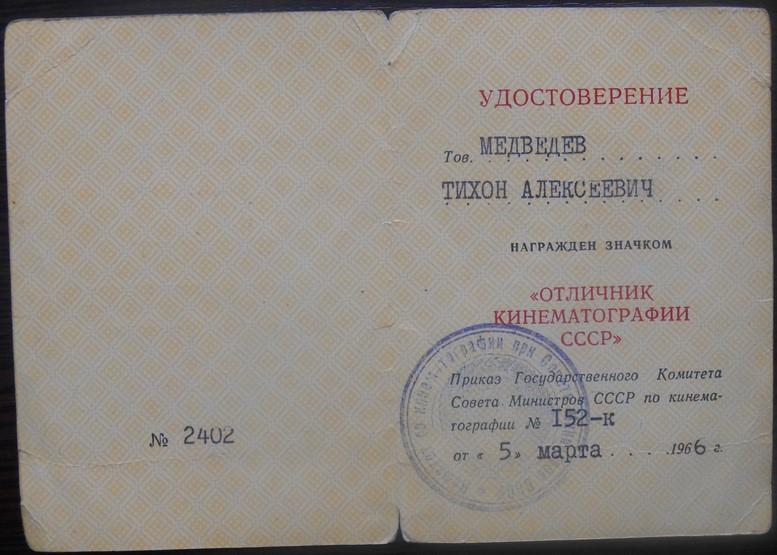 № 2402
УДОСТОВЕРЕНИЕ
Тов. МЕДВЕДЕВ
ТИХОН АЛЕКСЕЕВИЧ
НАГРАЖДЕН ЗНАЧКОМ
«ОТЛИЧНИК
КИНЕМАТОГРАФИИ
СССР»
Приказ Государственного Комитета
Совета Министров СССР по кинема-
тографии № I52-к
от « 5 » марта . . . . .1966 г.